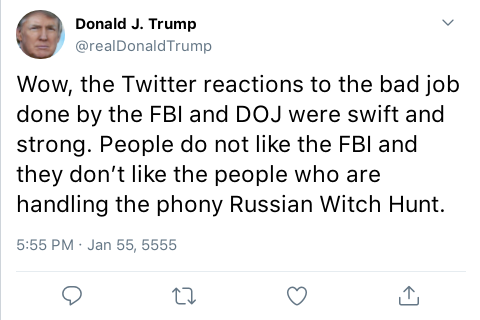 Donald J. Trump
@realDonaldTrump
Wow, the Twitter reactions to the bad job
done by the FBI and DOJ were swift and
strong. People do not like the FBI and
they don’t like the people who are
handling the phony Russian Witch Hunt.
5:55 PM · Jan 55, 5555